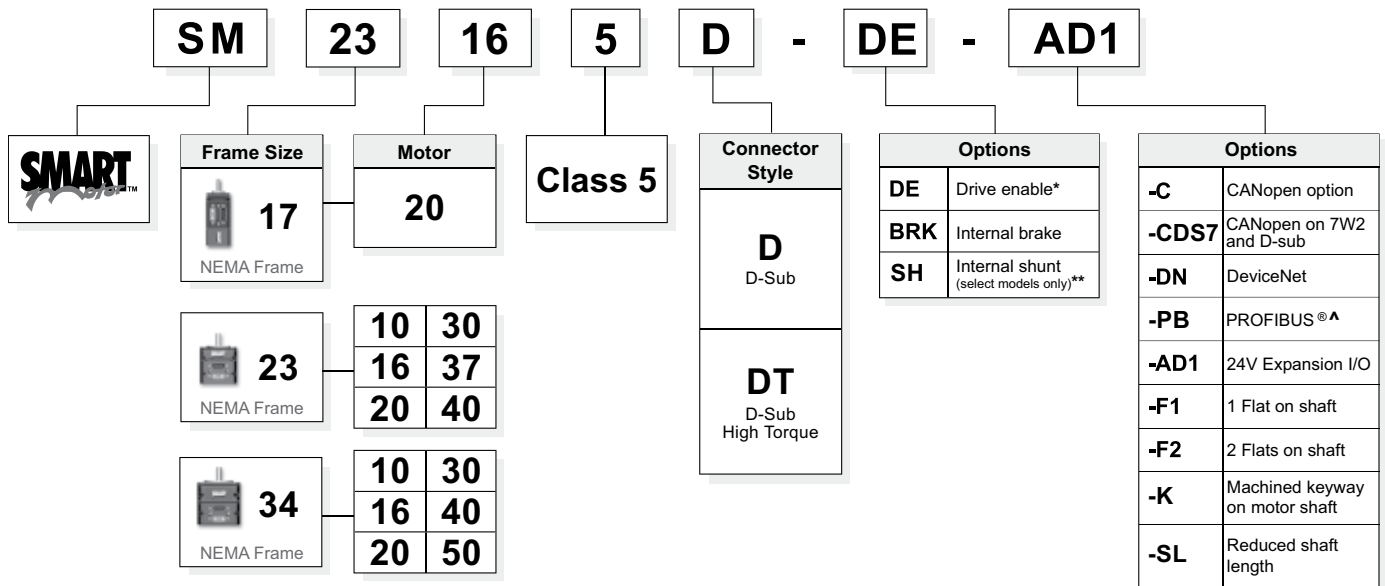 SM 23 16 5 D - DE - AD1
SMART
motor™
Frame Size
17
NEMA Frame
23
NEMA Frame
34
NEMA Frame
Motor
20
10 30
16 37
20 40
10 30
16 40
20 50
Class 5
Connector
Style
D
D-Sub
DT
D-Sub
High Torque
Options
DE Drive enable*
BRK Internal brake
SH Internal shunt
(select models only)**
Options
-C CANopen option
-CDS7 CANopen on 7W2
and D-sub
-DN DeviceNet
-PB PROFIBUS ® ^
-AD1 24V Expansion I/O
-F1 1 Flat on shaft
-F2 2 Flats on shaft
-K Machined keyway
on motor shaft
-SL Reduced shaft
length